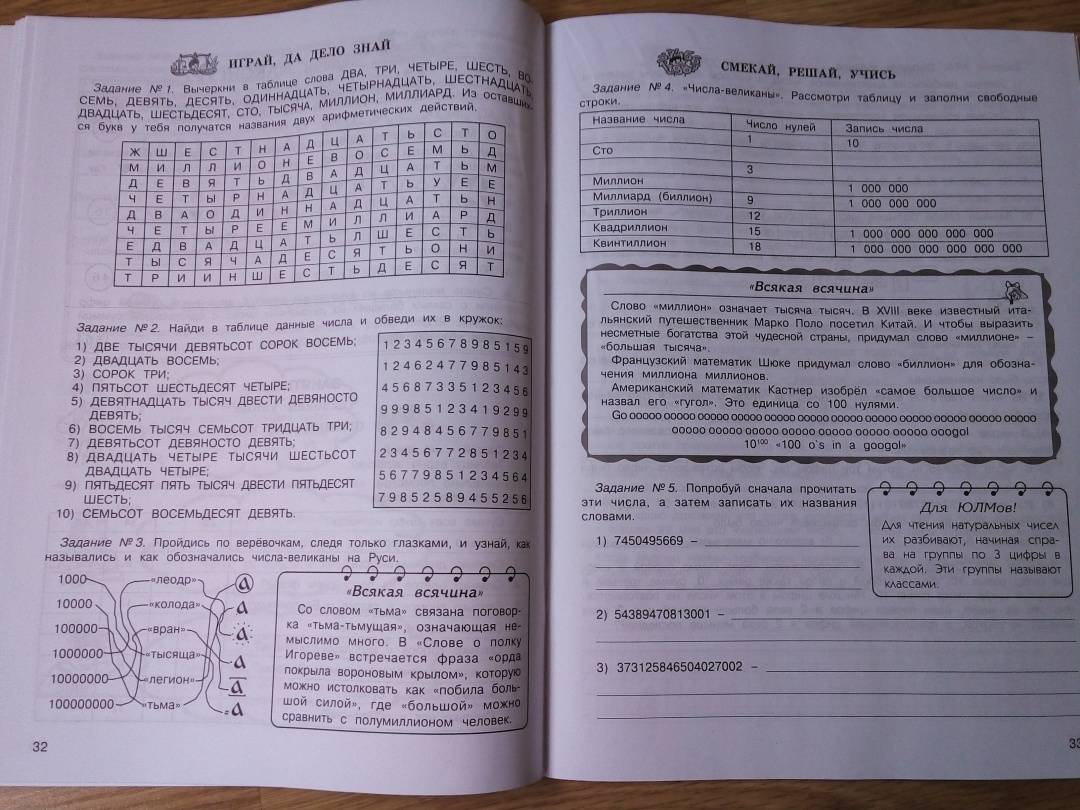 ИГРАЙ, ДА ДЕЛО ЗНАЙ
Задание № 1. Вычеркни в таблице слова ДВА, ТРИ, ЧЕТЫРЕ, ШЕСТЬ, ВО-
СЕМЬ, ДЕВЯТЬ, ДЕСЯТЬ, ОДИННАДЦАТЬ, ЧЕТЫРНАДЦАТЬ, ШЕСТНАДЦАТЬ,
ДВАДЦАТЬ, ШЕСТЬДЕСЯТ, СТО, ТЫСЯЧА, МИЛЛИОН, МИЛЛИАРД. Из оставших-
ся букв у тебя получатся названия двух арифметических действий.
Ж Ш Е С Т Н А Д Ц А Т Ь С Т О
М И Л Л И О Н Е В О С Е М Ь Д
Д Е В Я Т Ь Д В А Д Ц А Т Ь М
Ч Е Т Ы Р Н А Д Ц А Т Ь У Е Е
Д В А О Д И Н Н А Д Ц А Т Ь Н
Ч Е Т Ы Р Е Е М И Л Л И А Р Д
Е Д В А Д Ц А Т Ь Л Ш Е С Т Ь
Т Ы С Я Ч А Д Е С Я Т Ь О Н И
Т Р И И Н Ш Е С Т Ь Д Е С Я Т
Задание № 2. Найди в таблице данные числа и обведи их в кружок:
1) ДВЕ ТЫСЯЧИ ДЕВЯТЬСОТ СОРОК ВОСЕМЬ;
2) ДВАДЦАТЬ ВОСЕМЬ;
3) СОРОК ТРИ;
4) ПЯТЬСОТ ШЕСТЬДЕСЯТ ЧЕТЫРЕ;
5) ДЕВЯТНАДЦАТЬ ТЫСЯЧ ДВЕСТИ ДЕВЯНОСТО
ДЕВЯТЬ;
6) ВОСЕМЬ ТЫСЯЧ СЕМЬСОТ ТРИДЦАТЬ ТРИ;
7) ДЕВЯТЬСОТ ДЕВЯНОСТО ДЕВЯТЬ;
8) ДВАДЦАТЬ ЧЕТЫРЕ ТЫСЯЧИ ШЕСТЬСОТ
ДВАДЦАТЬ ЧЕТЫРЕ;
9) ПЯТЬДЕСЯТ ПЯТЬ ТЫСЯЧ ДВЕСТИ ПЯТЬДЕСЯТ
ШЕСТЬ;
10) СЕМЬСОТ ВОСЕМЬДЕСЯТ ДЕВЯТЬ.
1 2 3 4 5 6 7 8 9 8 5 1 5 9
1 2 4 6 2 4 7 7 9 8 5 1 4 3
4 5 6 8 7 3 3 5 1 2 3 4 5 6
9 9 9 8 5 1 2 3 4 1 9 2 9 9
8 2 9 4 8 4 5 6 7 7 9 8 5 1
2 3 4 5 6 7 7 2 8 5 1 2 3 4
5 6 7 7 9 8 5 1 2 3 4 5 6 4
7 9 8 5 2 5 8 9 4 5 5 2 5 6
Задание № 3. Пройдись по верёвочкам, следя только глазками, и узнай, как
назывались и как обозначались числа-великаны на Руси.
1000 «леодр» а
10000 «колода» а
100000 «вран» а
1000000 «тысяща» а
10000000 «легион» а
100000000 «тьма» а
«Всякая всячина»
Со словом «тьма» связана поговор-
ка «тьма-тьмущая», означающая не-
мыслимо много. В «Слове о полку
Игореве» встречается фраза «орда
покрыла вороновым крылом», которую
можно истолковать как «побила боль-
шой силой», где «большой» можно
сравнить с полумиллионом человек.
32
СМЕКАЙ, РЕШАЙ, УЧИСЬ
Задание № 4. «Числа-великаны». Рассмотри таблицу и заполни свободные
строки.
Название числа Число нулей Запись числа
1 10
Сто
3
Миллион 1 000 000
Миллиард (биллион) 9 1 000 000 000
Триллион 12
Квадриллион 15 1 000 000 000 000 000
Квинтиллион 18 1 000 000 000 000 000 000
«Всякая всячина»
Слово «миллион» означает тысяча тысяч. В XVIII веке известный ита-
льянский путешественник Марко Поло посетил Китай. И чтобы выразить
несметные богатства этой чудесной страны, придумал слово «миллионе» –
«большая тысяча».
Французский математик Шюке придумал слово «биллион» для обозна-
чения миллиона миллионов.
Американский математик Кастнер изобрёл «самое большое число» и
назвал его «гугол». Это единица со 100 нулями.
Go ooooo ooooo ooooo ooooo ooooo ooooo ooooo ooooo ooooo ooooo ooooo ooooo
ooooo ooooo ooooo ooooo ooooo ooooo ooooo ooogol
10¹⁰⁰ «100 o`s in a googol»
Задание № 5. Попробуй сначала прочитать
эти числа, а затем записать их названия
словами.
1) 7450495669 –
2) 54389470813001 –
3) 373125846504027002 –
Для ЮЛМов!
Для чтения натуральных чисел
их разбивают, начиная спра-
ва на группы по 3 цифры в
каждой. Эти группы называют
классами.
33